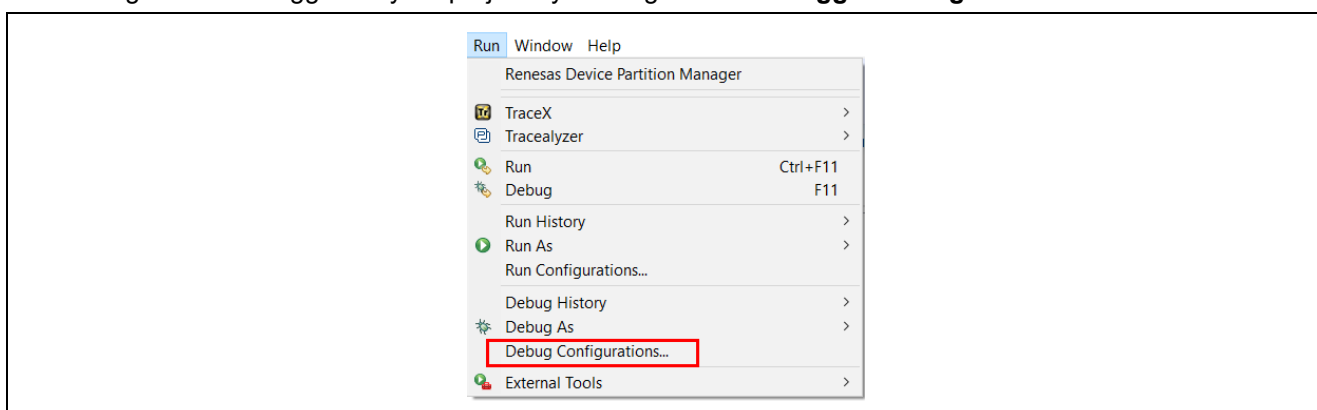 Run Window Help
Renesas Device Partition Manager
TraceX >
Tracealyzer >
Run Ctrl+F11
Debug F11
Run History >
Run As >
Run Configurations...
Debug History >
Debug As >
Debug Configurations...
External Tools >